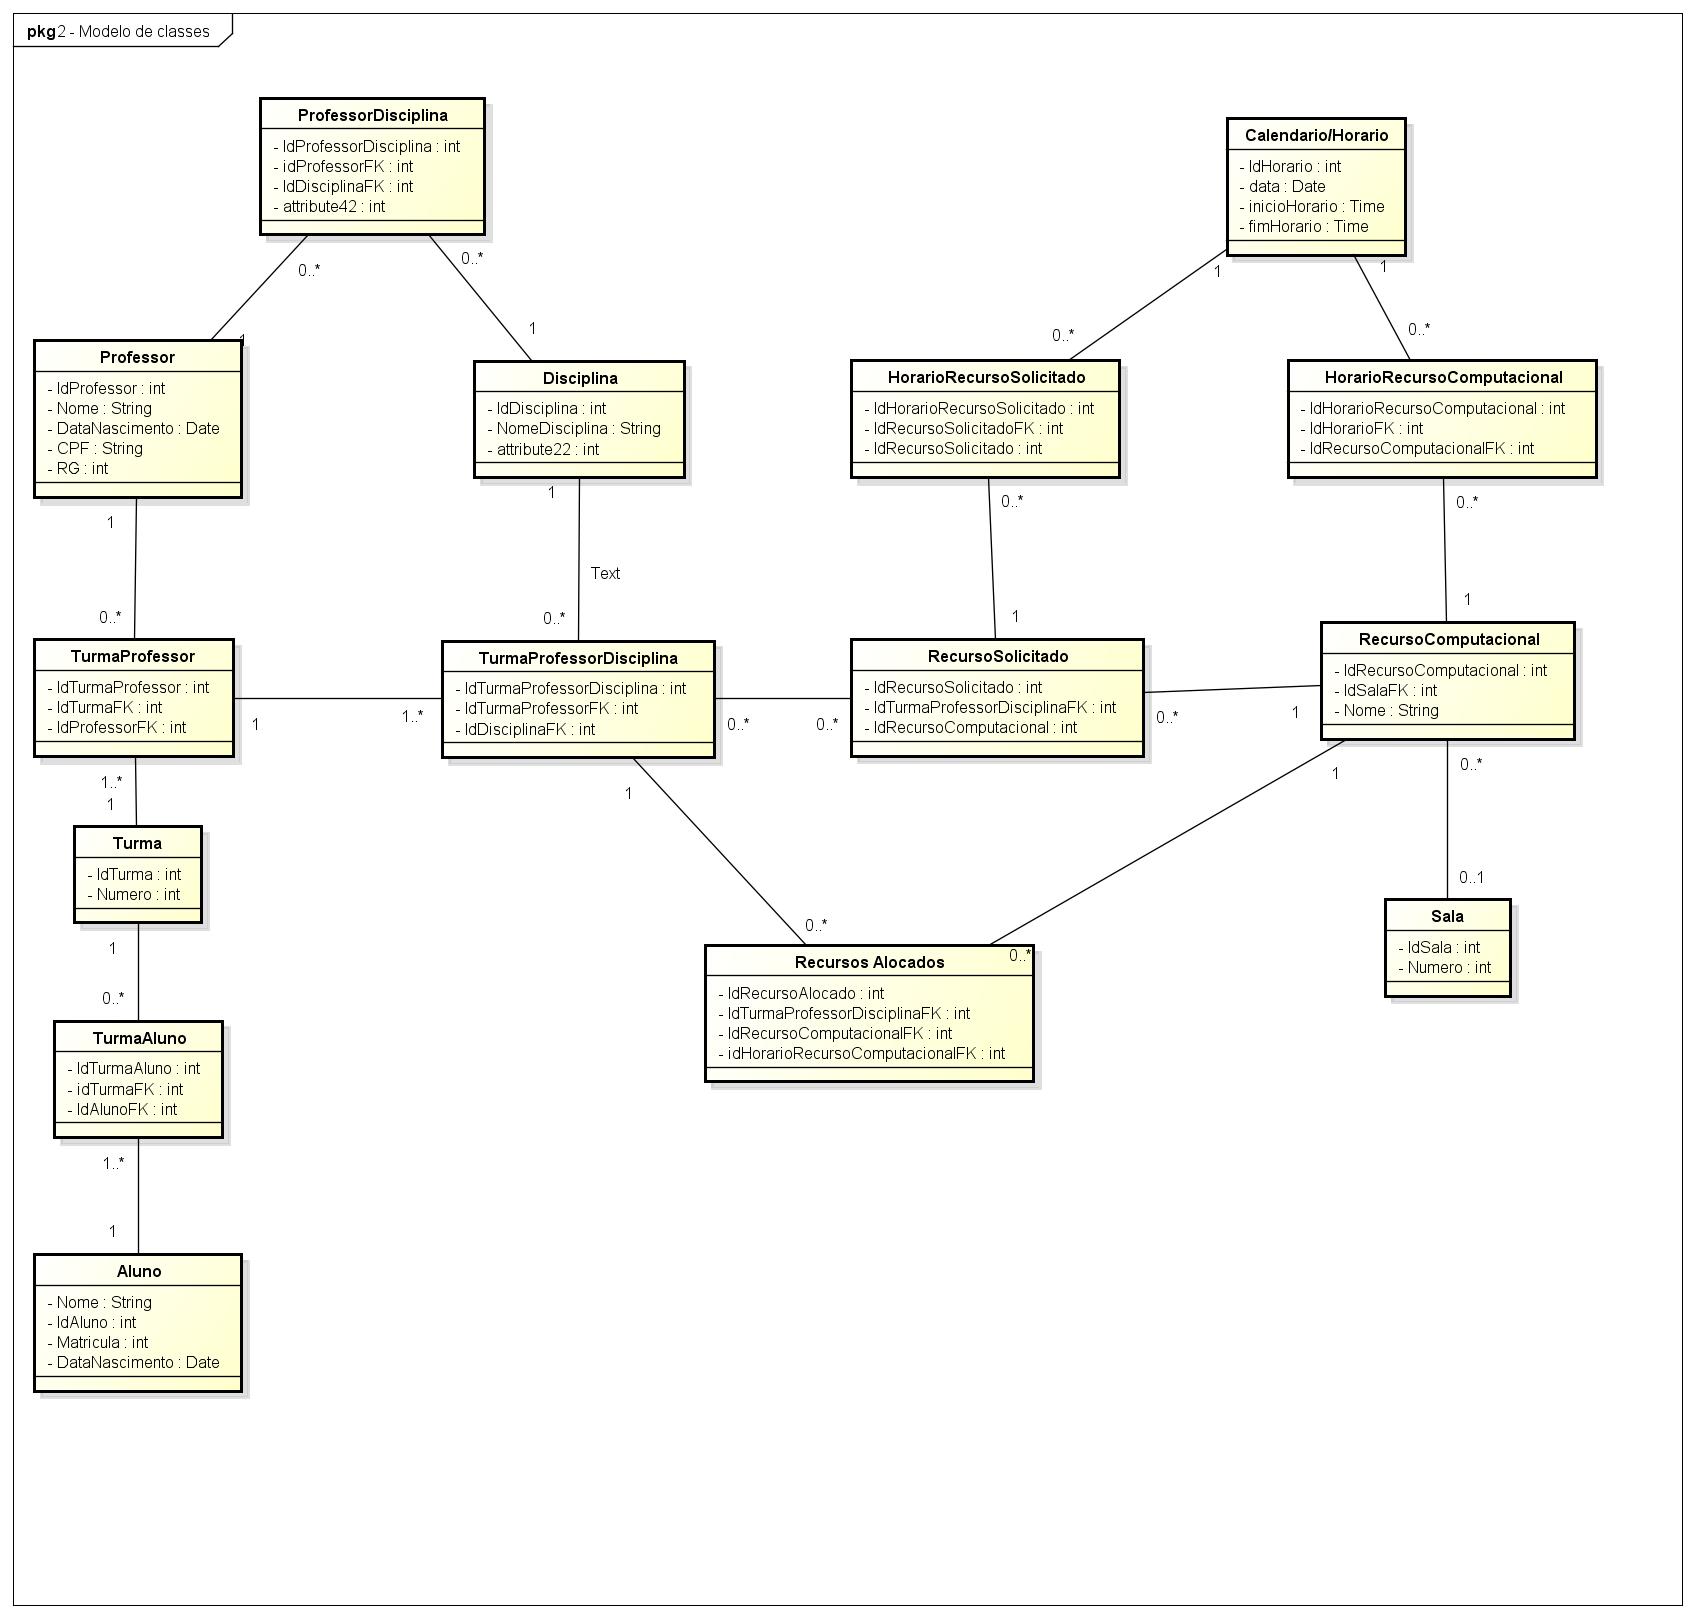 pkg 2 - Modelo de classes
ProfessorDisciplina
- IdProfessorDisciplina : int
- idProfessorFK : int
- IdDisciplinaFK : int
- attribute42 : int
Calendario/Horario
- IdHorario : int
- data : Date
- inicioHorario : Time
- fimHorario : Time
0..*
0..*
1
1
1
1
0..*
0..*
Professor
- IdProfessor : int
- Nome : String
- DataNascimento : Date
- CPF : String
- RG : int
Disciplina
- IdDisciplina : int
- NomeDisciplina : String
- attribute22 : int
HorarioRecursoSolicitado
- IdHorarioRecursoSolicitado : int
- IdRecursoSolicitadoFK : int
- IdRecursoSolicitado : int
HorarioRecursoComputacional
- IdHorarioRecursoComputacional : int
- IdHorarioFK : int
- IdRecursoComputacionalFK : int
1
1
0..*
0..*
Text
0..*
0..*
1
1
TurmaProfessor
- IdTurmaProfessor : int
- IdTurmaFK : int
- IdProfessorFK : int
TurmaProfessorDisciplina
- IdTurmaProfessorDisciplina : int
- IdTurmaProfessorFK : int
- IdDisciplinaFK : int
RecursoSolicitado
- IdRecursoSolicitado : int
- IdTurmaProfessorDisciplinaFK : int
- IdRecursoComputacional : int
RecursoComputacional
- IdRecursoComputacional : int
- IdSalaFK : int
- Nome : String
1
1..*
0..*
0..*
0..*
1
1..*
1
1
1
0..*
Turma
- IdTurma : int
- Numero : int
1
0..*
0..*
0..*
0..1
TurmaAluno
- IdTurmaAluno : int
- idTurmaFK : int
- IdAlunoFK : int
Recursos Alocados
- IdRecursoAlocado : int
- IdTurmaProfessorDisciplinaFK : int
- IdRecursoComputacionalFK : int
- idHorarioRecursoComputacionalFK : int
Sala
- IdSala : int
- Numero : int
1..*
1
Aluno
- Nome : String
- IdAluno : int
- Matricula : int
- DataNascimento : Date